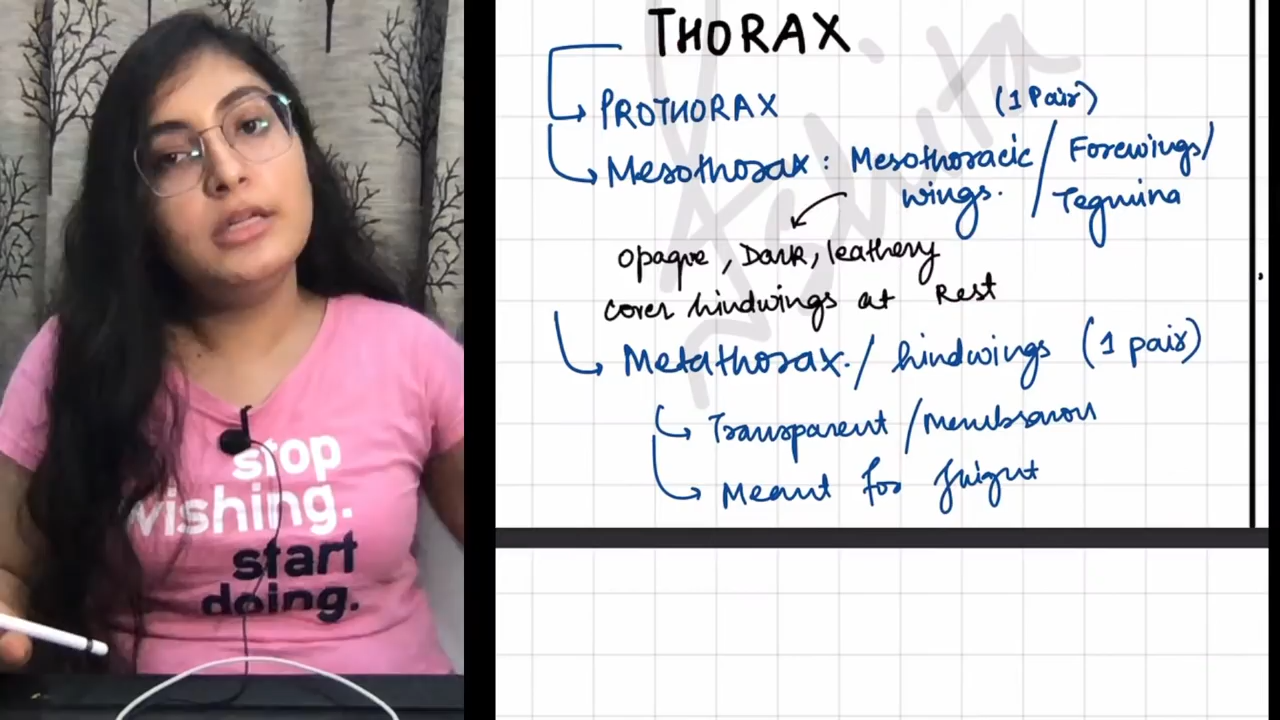 stop
wishing.
start
doing.
THORAX
PROTHORAX (1 Pair)
Mesothorax : Mesothoracic / Forewings/
wings. / Tegmina
opaque, Dark, leathery
cover hindwings at Rest
Metathorax. / hindwings (1 pair)
Transparent / Membranous
Meant for flight
Ashita